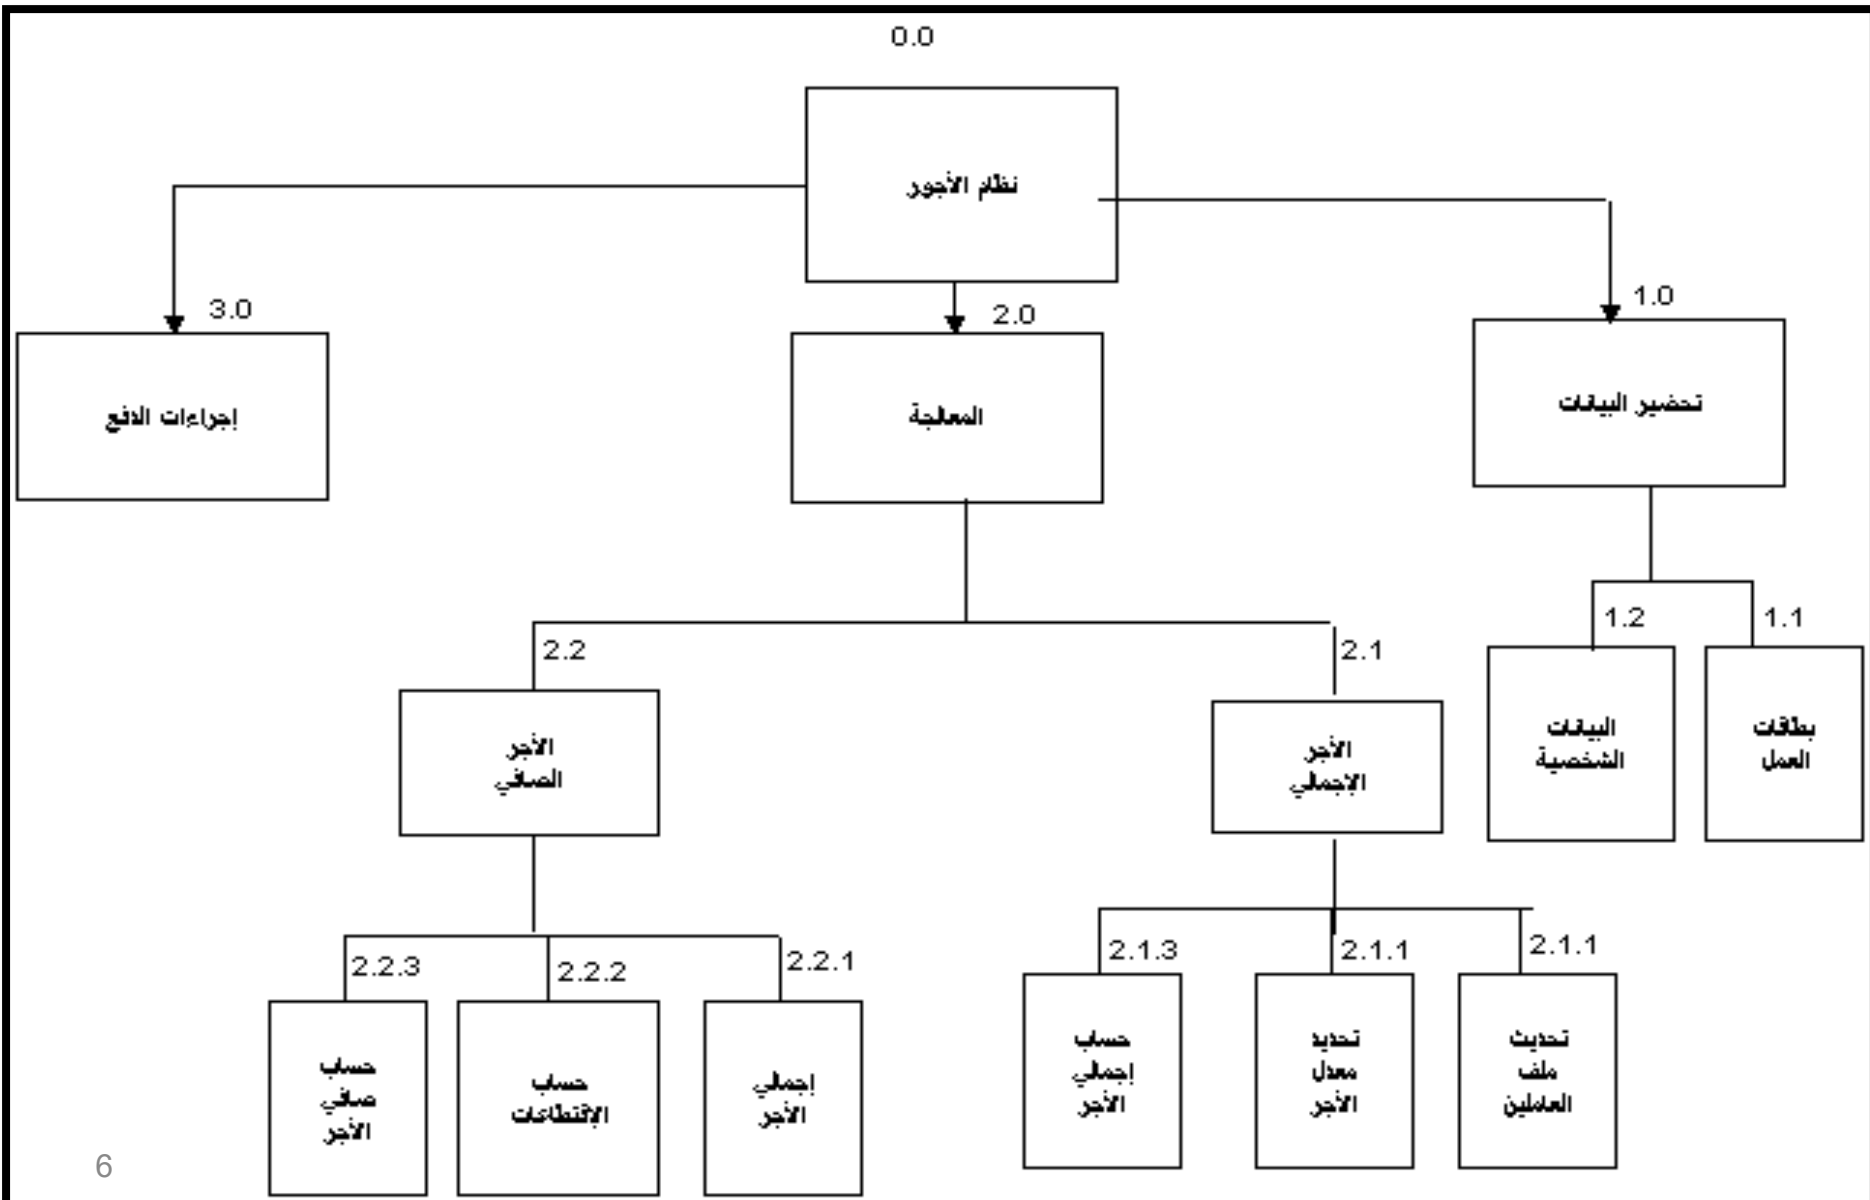 0.0
نظام الأجور
1.0
تحضير البيانات
2.0
المعالجة
3.0
إجراءات الدفع
1.1
بطاقات
العمل
1.2
البيانات
الشخصية
2.1
الأجر
الإجمالي
2.2
الأجر
الصافي
2.1.1
تحديث
ملف
العاملين
2.1.1
تحديد
معدل
الأجر
2.1.3
حساب
إجمالي
الأجر
2.2.1
إجمالي
الأجر
2.2.2
حساب
الإقتطاعات
2.2.3
حساب
صافي
الأجر
6